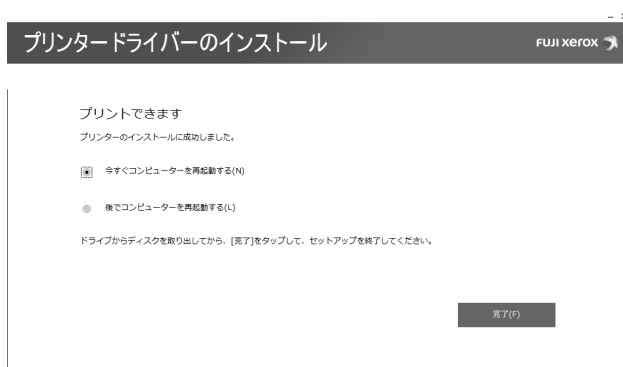 プリンタードライバーのインストール
FUJI xerox
プリントできます
プリンターのインストールに成功しました。
今すぐコンピューターを再起動する(N)
後でコンピューターを再起動する(L)
ドライブからディスクを取り出してから、[完了]をタップして、セットアップを終了してください。
完了(F)